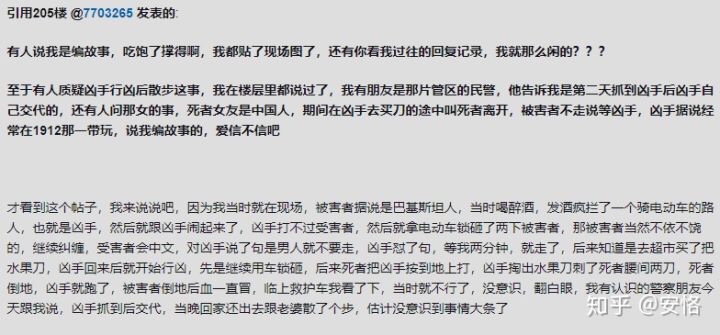 引用205楼 @7703265 发表的:
有人说我是编故事，吃饱了撑得啊，我都贴了现场图了，还有你看我过往的回复记录，我就那么闲的？？？
至于有人质疑凶手行凶后散步这事，我在楼层里都说过了，我有朋友是那片管区的民警，他告诉我是第二天抓到凶手后凶手自
己交代的，还有人问那女的事，死者女友是中国人，期间在凶手去买刀的途中叫死者离开，被害者不走说等凶手，凶手据说经
常在1912那一带玩，说我编故事的，爱信不信吧
才看到这个帖子，我来说说吧，因为我当时就在现场，被害者据说是巴基斯坦人，当时喝醉酒，发酒疯拦了一个骑电动车的路
人，也就是凶手，然后就跟凶手闹起来了，凶手打不过受害者，然后就拿电动车锁砸了两下被害者，那被害者当然不依不饶
的，继续纠缠，受害者会中文，对凶手说了句是男人就不要走，凶手怼了句，等我两分钟，就走了，后来知道是去超市买了把
水果刀，凶手回来后就开始行凶，先是继续用车锁砸，后来死者把凶手按到地上打，凶手掏出水果刀刺了死者腰间两刀，死者
倒地，凶手就跑了，被害者倒地后血一直冒，临上救护车我看了下，当时就不行了，没意识，翻白眼，我有认识的警察朋友今
天跟我说，凶手抓到后交代，当晚回家还出去跟老婆散了个步，估计没意识到事情大条了
知乎 @安恪